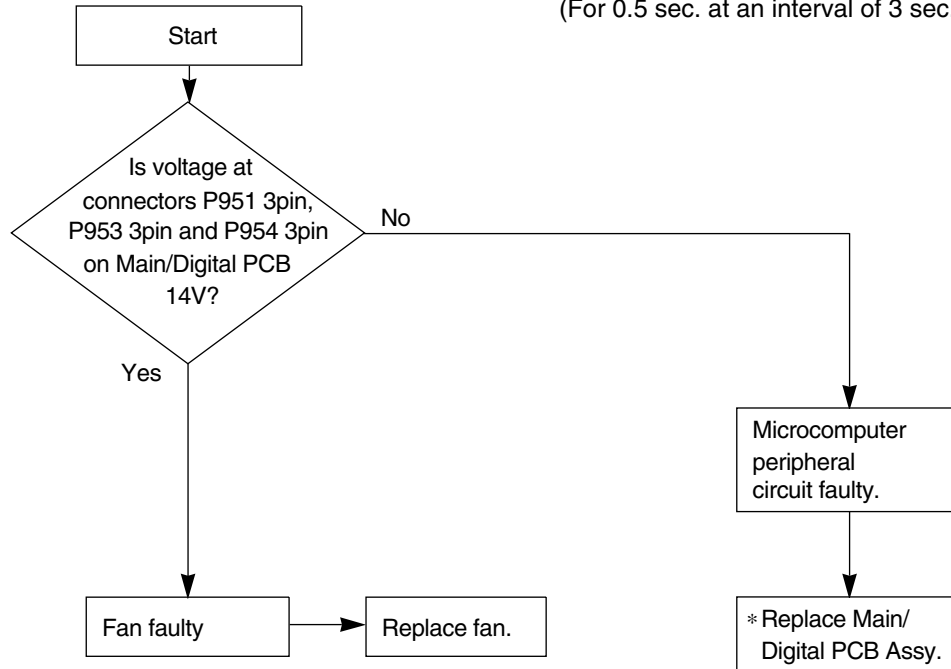 (For 0.5 sec. at an interval of 3 sec
Start
Is voltage at
connectors P951 3pin,
P953 3pin and P954 3pin
on Main/Digital PCB
14V?
No
Yes
Microcomputer
peripheral
circuit faulty.
Fan faulty
Replace fan.
* Replace Main/
Digital PCB Assy.